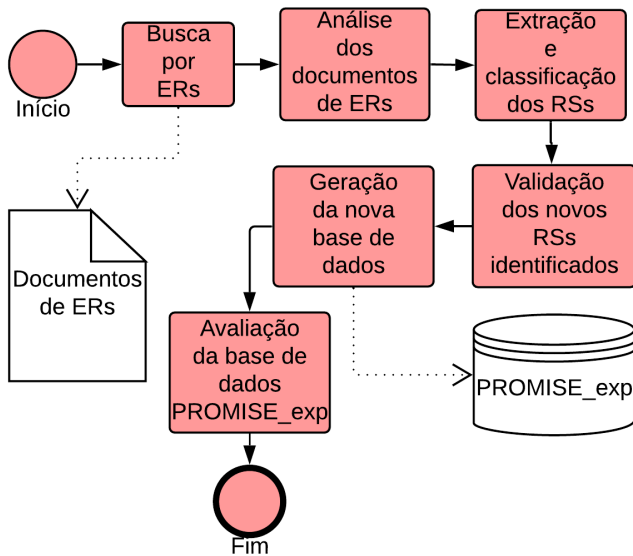 Início
Busca
por
ERs
Análise
dos
documentos
de ERs
Extração
e
classificação
dos RSs
Validação
dos novos
RSs
identificados
Geração
da nova
base de
dados
Documentos
de ERs
Avaliação
da base de
dados
PROMISE_exp
PROMISE_exp
Fim